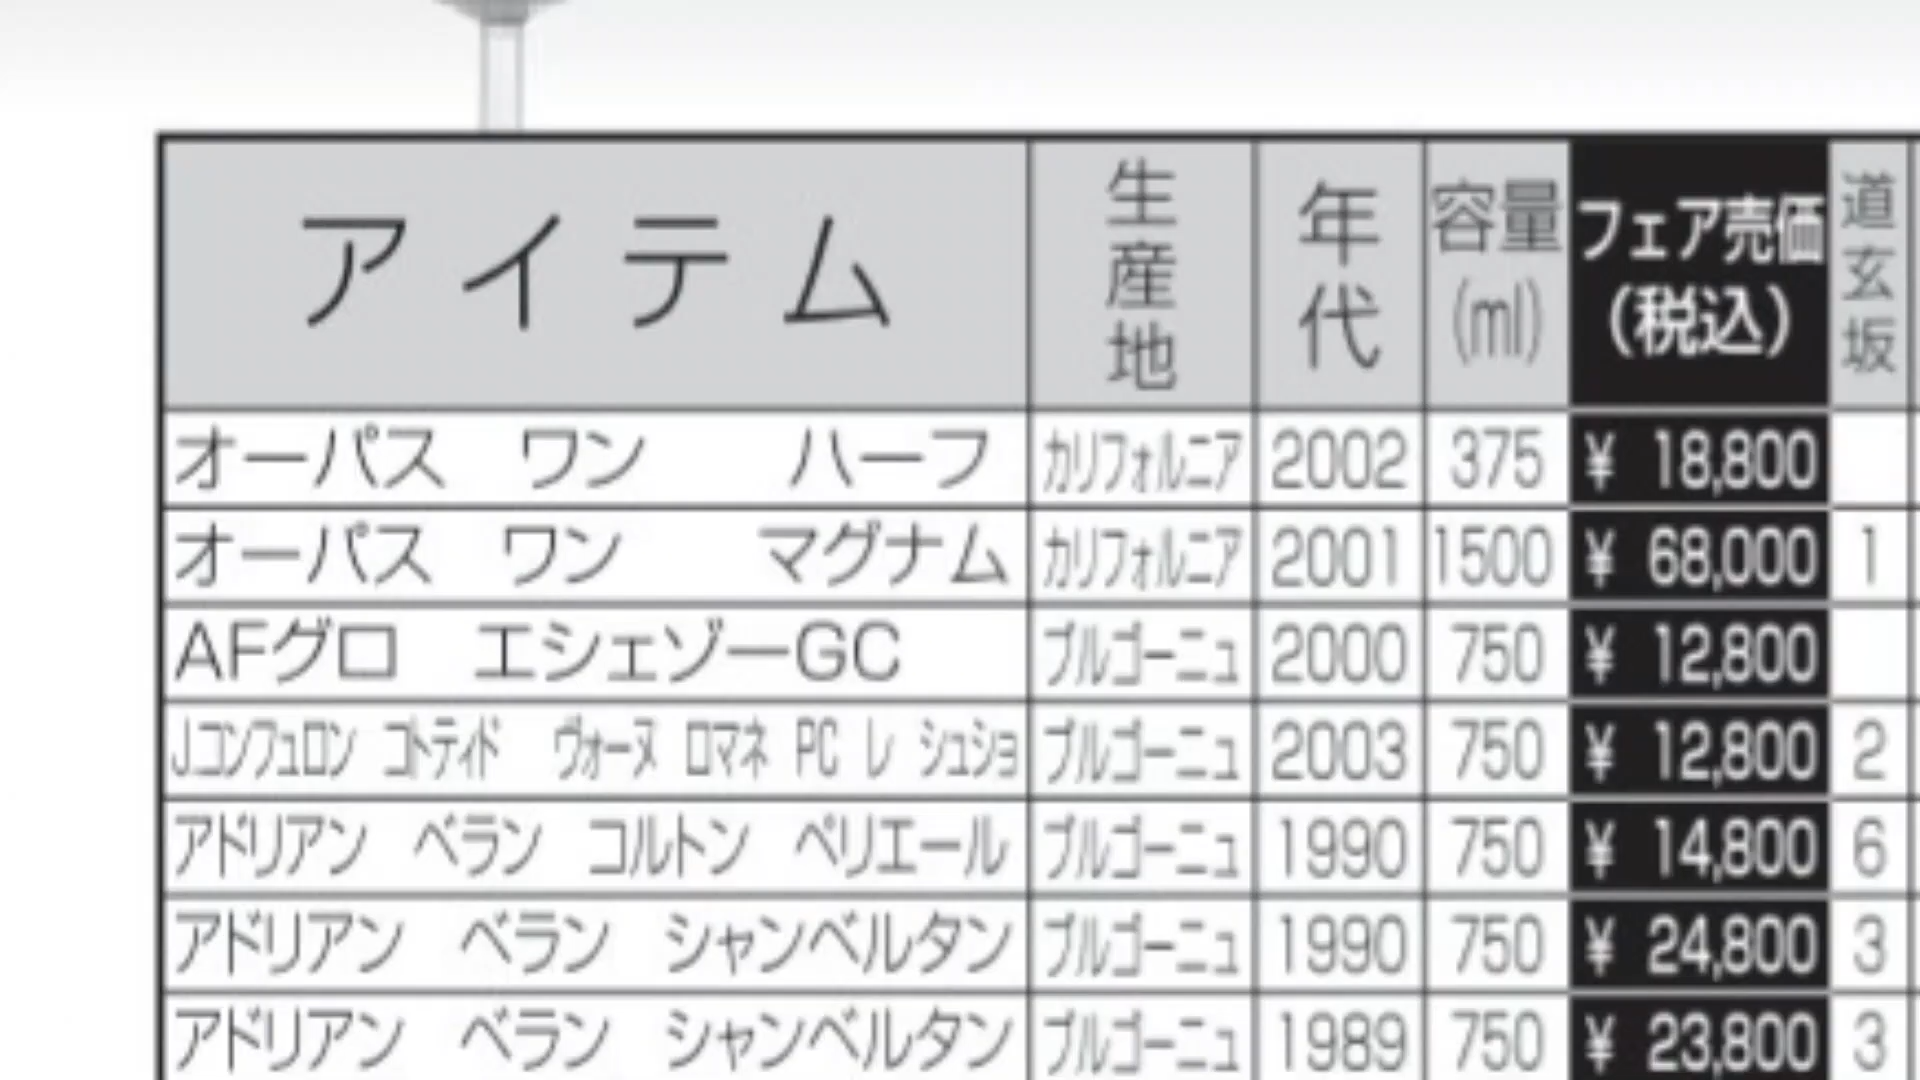 アイテム 生産地 年代 容量(ml) フェア売価(税込) 道玄坂
オーパス ワン ハーフ カリフォルニア 2002 375 ¥ 18,800
オーパス ワン マグナム カリフォルニア 2001 1500 ¥ 68,000 1
AFグロ エシェゾーGC ブルゴーニュ 2000 750 ¥ 12,800
Jコンフュロン コトティド ヴォーヌ ロマネ PC レ シュショ ブルゴーニュ 2003 750 ¥ 12,800 2
アドリアン ベラン コルトン ペリエール ブルゴーニュ 1990 750 ¥ 14,800 6
アドリアン ベラン シャンベルタン ブルゴーニュ 1990 750 ¥ 24,800 3
アドリアン ベラン シャンベルタン ブルゴーニュ 1989 750 ¥ 23,800 3